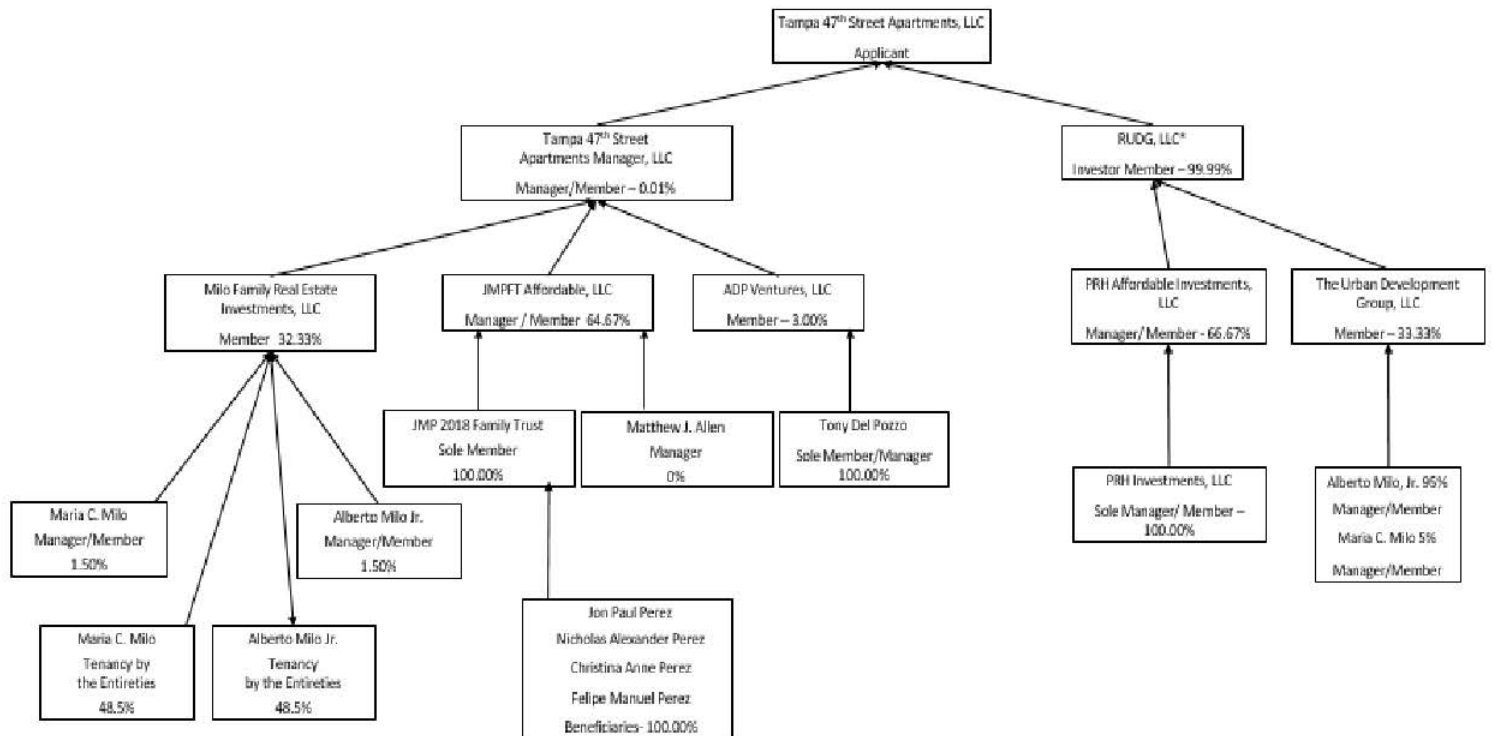 Tampa 47th Street Apartments, LLC
Applicant
Tampa 47th Street
Apartments Manager, LLC
Manager/Member – 0.01%
RUDG, LLC*
Investor Member – 99.99%
Milo Family Real Estate
Investments, LLC
Member 32.33%
JMPFT Affordable, LLC
Manager / Member 64.67%
ADP Ventures, LLC
Member – 3.00%
PRH Affordable Investments,
LLC
Manager/ Member - 66.67%
The Urban Development
Group, LLC
Member – 33.33%
JMP 2018 Family Trust
Sole Member
100.00%
Matthew J. Allen
Manager
0%
Tony Del Pozzo
Sole Member/Manager
100.00%
PRH Investments, LLC
Sole Manager/ Member –
100.00%
Alberto Milo, Jr. 95%
Manager/Member
Maria C. Milo 5%
Manager/Member
Maria C. Milo
Manager/Member
1.50%
Alberto Milo Jr.
Manager/Member
1.50%
Maria C. Milo
Tenancy by
the Entireties
48.5%
Alberto Milo Jr.
Tenancy
by the Entireties
48.5%
Jon Paul Perez
Nicholas Alexander Perez
Christina Anne Perez
Felipe Manuel Perez
Beneficiaries- 100.00%